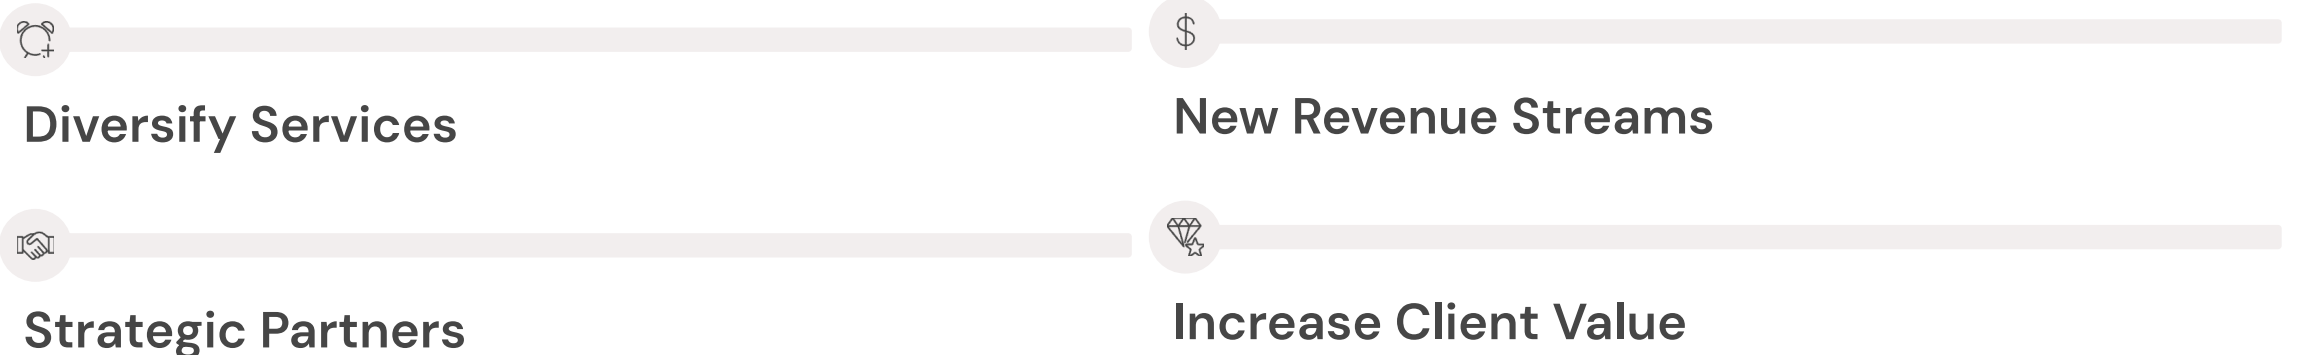 Diversify Services
New Revenue Streams
Strategic Partners
Increase Client Value